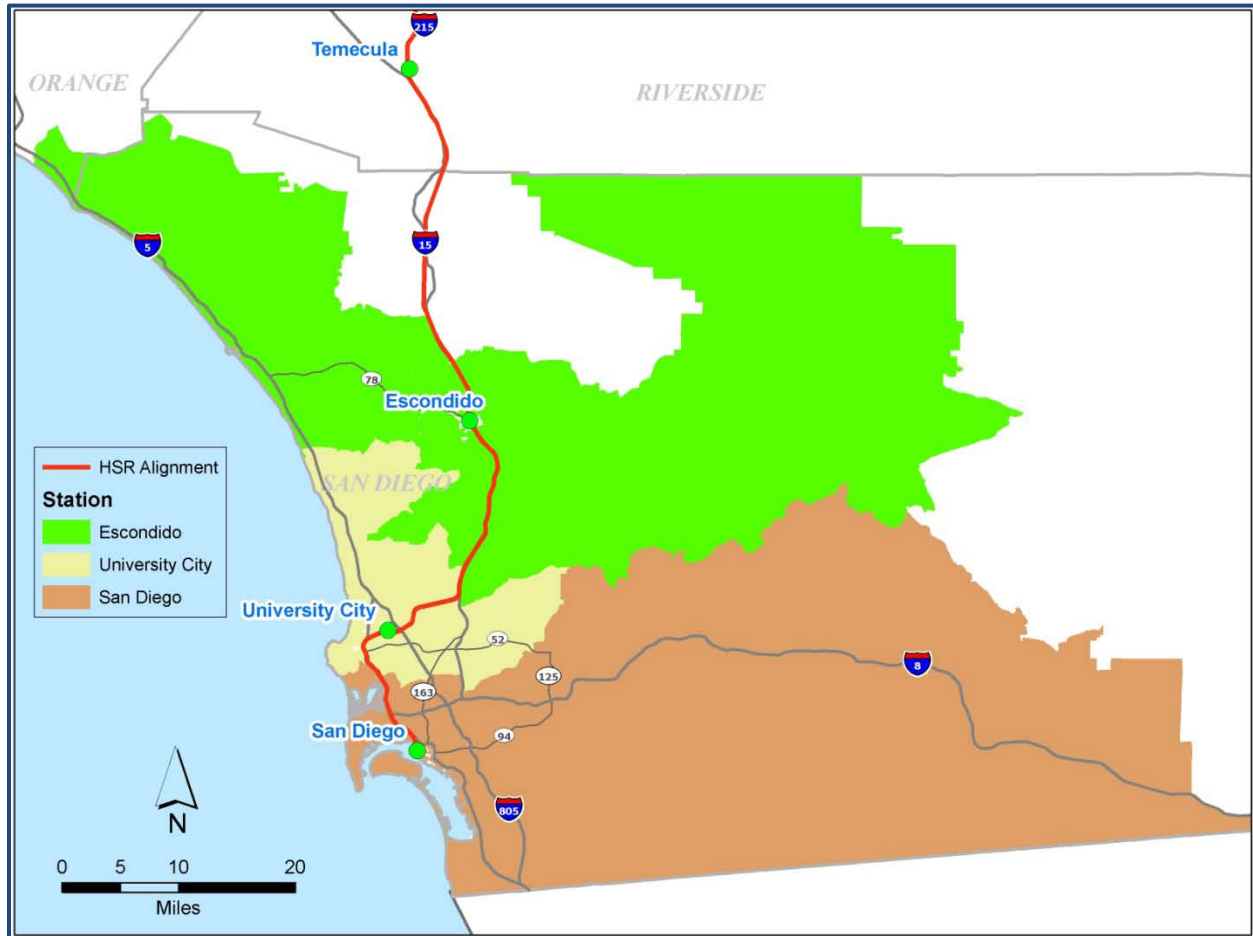 215
Temecula
ORANGE
RIVERSIDE
5
15
78
Escondido
HSR Alignment
SAN DIEGO
Station
Escondido
University City
San Diego
University City
52
125
8
163
San Diego
94
N
805
0 5 10 20
Miles